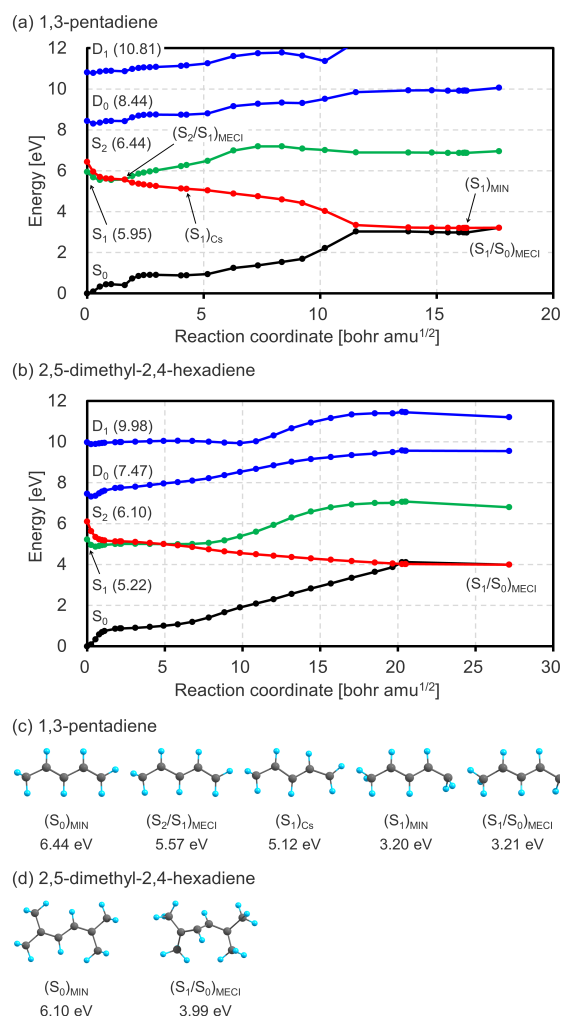 (a) 1,3-pentadiene
12
D1 (10.81)
10
D0 (8.44)
8
S2 (6.44)
(S2/S1)MECI
6
(S1)MIN
4
S1 (5.95)
(S1)Cs
2
S0
(S1/S0)MECI
0
0 5 10 15 20
Energy [eV]
Reaction coordinate [bohr amu1/2]
(b) 2,5-dimethyl-2,4-hexadiene
12
D1 (9.98)
10
D0 (7.47)
8
S2 (6.10)
6
4
S1 (5.22)
(S1/S0)MECI
2
S0
0
0 5 10 15 20 25 30
Energy [eV]
Reaction coordinate [bohr amu1/2]
(c) 1,3-pentadiene
(S0)MIN (S2/S1)MECI (S1)Cs (S1)MIN (S1/S0)MECI
6.44 eV 5.57 eV 5.12 eV 3.20 eV 3.21 eV
(d) 2,5-dimethyl-2,4-hexadiene
(S0)MIN (S1/S0)MECI
6.10 eV 3.99 eV